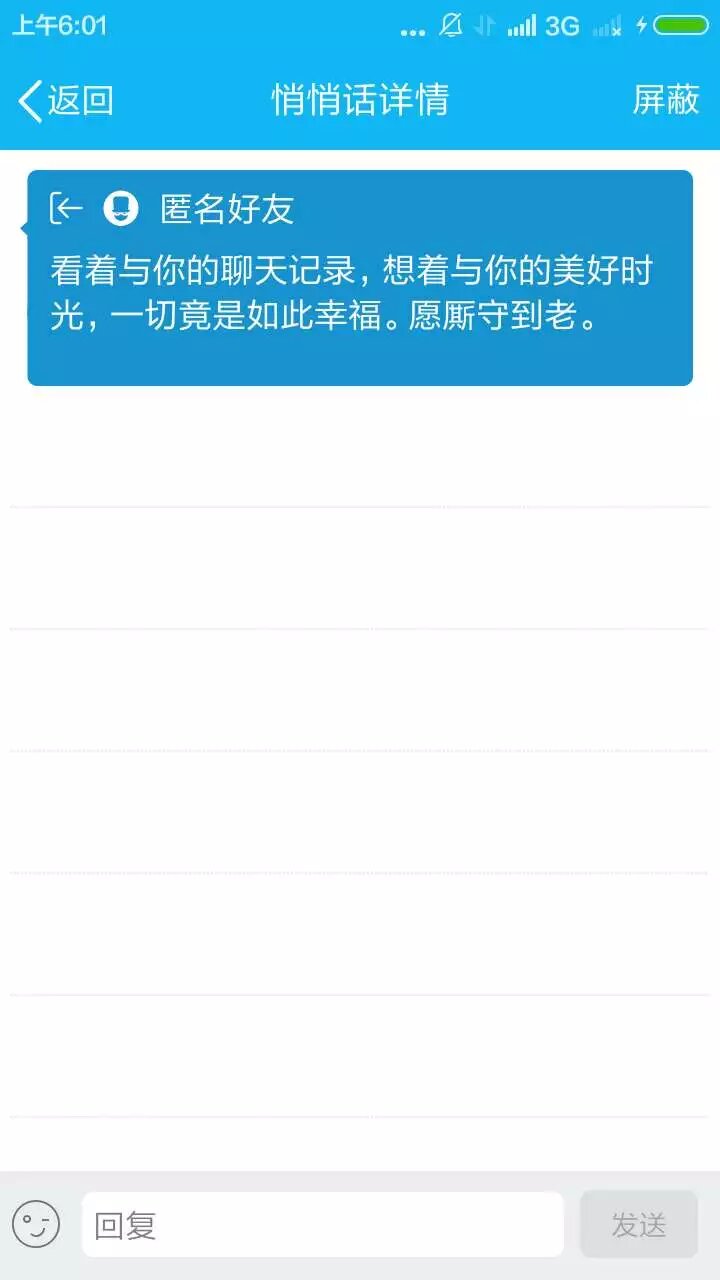 上午6:01
... 3G
返回
悄悄话详情
屏蔽
匿名好友
看着与你的聊天记录，想着与你的美好时
光，一切竟是如此幸福。愿厮守到老。
回复
发送